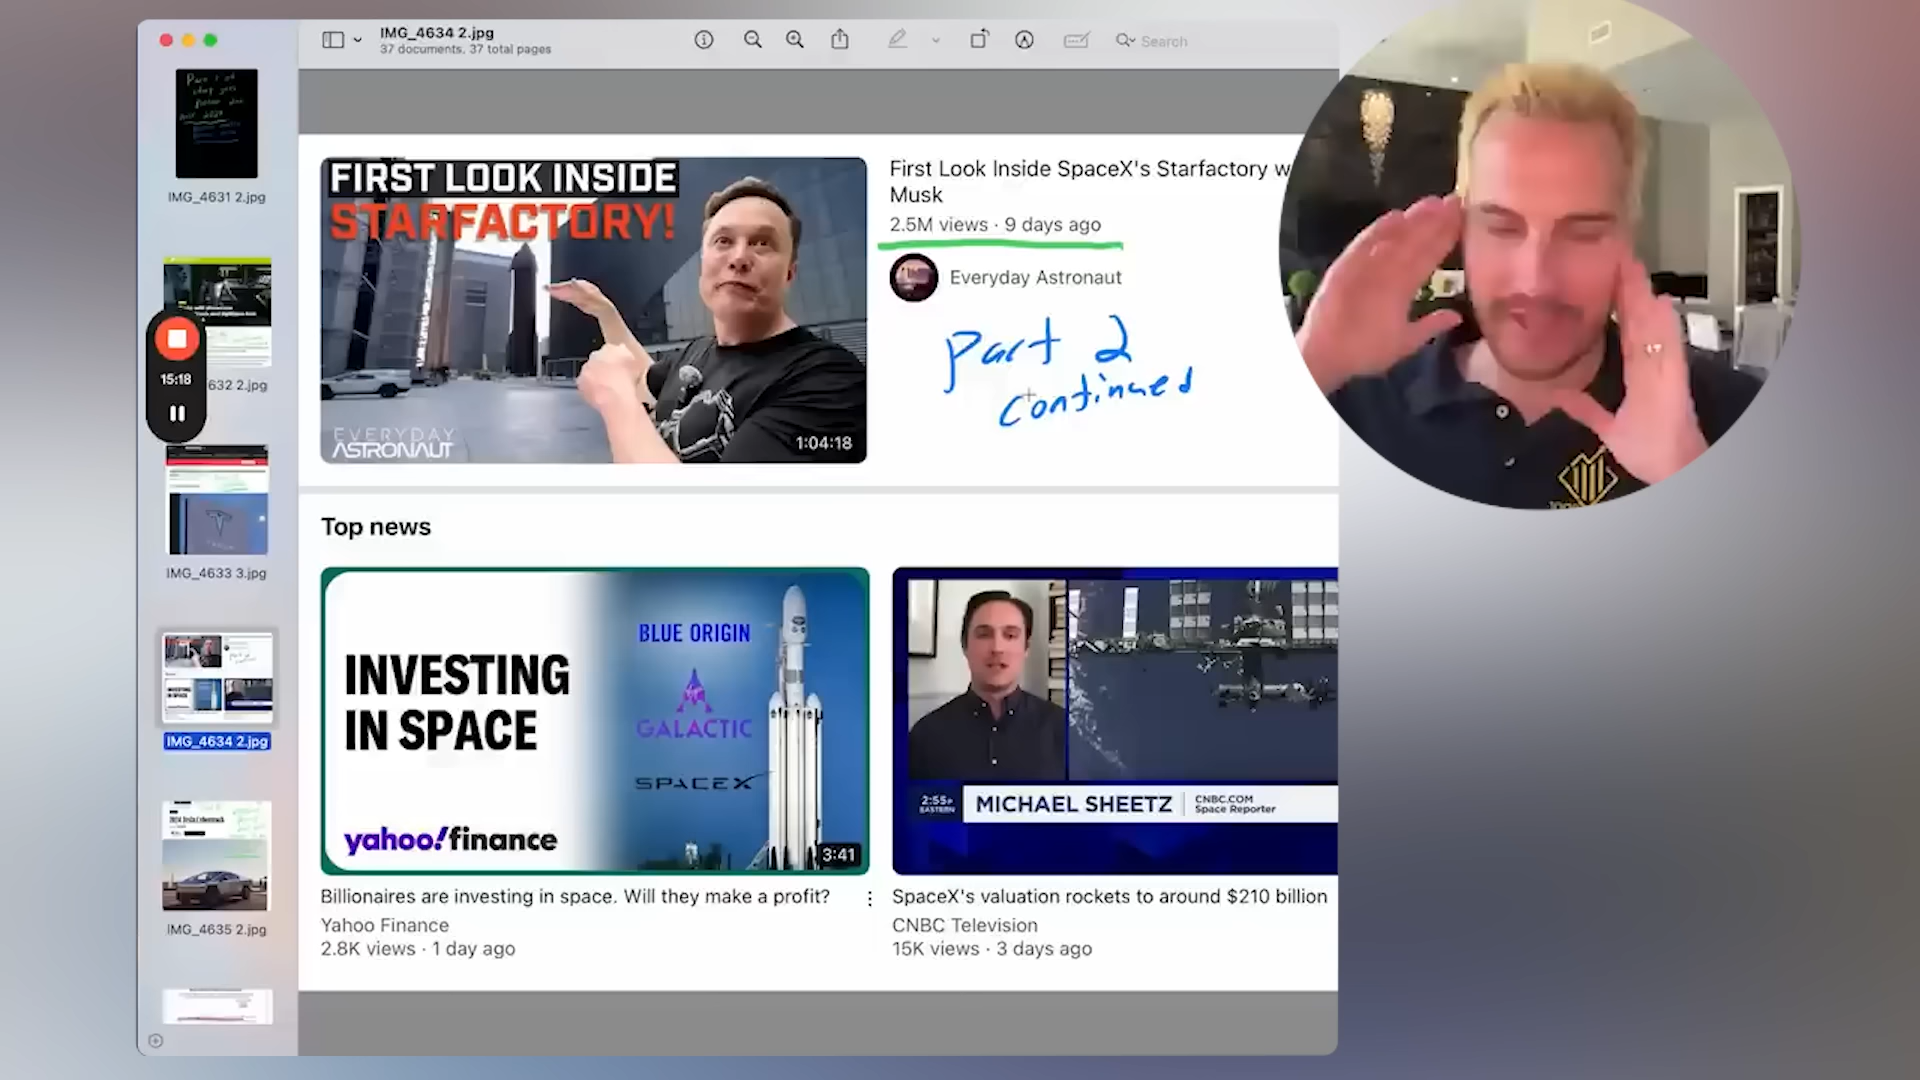 IMG_4634 2.jpg
37 documents, 37 total pages
Search
IMG_4631 2.jpg
632 2.jpg
15:18
IMG_4633 3.jpg
IMG_4634 2.jpg
IMG_4635 2.jpg
FIRST LOOK INSIDE
STARFACTORY!
EVERYDAY
ASTRONAUT
1:04:18
First Look Inside SpaceX's Starfactory w
Musk
2.5M views · 9 days ago
Everyday Astronaut
Part 2
continued
Top news
INVESTING
IN SPACE
BLUE ORIGIN
GALACTIC
SPACEX
yahoo!finance
3:41
Billionaires are investing in space. Will they make a profit?
Yahoo Finance
2.8K views · 1 day ago
2:55P
EASTERN
MICHAEL SHEETZ
CNBC.COM
Space Reporter
SpaceX's valuation rockets to around $210 billion
CNBC Television
15K views · 3 days ago